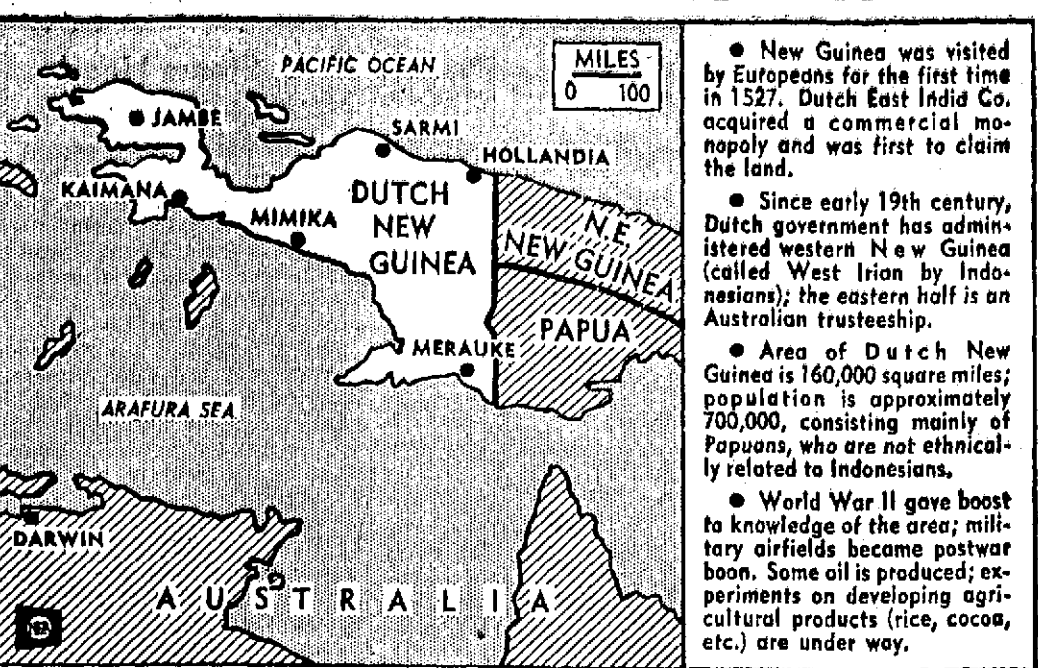 PACIFIC OCEAN
MILES
0 100
JAMBE
SARMI
HOLLANDIA
KAIMANA
DUTCH
NEW
GUINEA
MIMIKA
N.E.
NEW GUINEA
PAPUA
MERAUKE
ARAFURA SEA
DARWIN
AUSTRALIA
● New Guinea was visited
by Europeans for the first time
in 1527. Dutch East India Co.
acquired a commercial mo-
nopoly and was first to claim
the land.
● Since early 19th century,
Dutch government has admin-
istered western New Guinea
(called West Irian by Indo-
nesians); the eastern half is an
Australian trusteeship.
● Area of Dutch New
Guinea is 160,000 square miles;
population is approximately
700,000, consisting mainly of
Papuans, who are not ethnical-
ly related to Indonesians.
● World War II gave boost
to knowledge of the area; mili-
tary airfields became postwar
boon. Some oil is produced; ex-
periments on developing agri-
cultural products (rice, cocoa,
etc.) are under way.